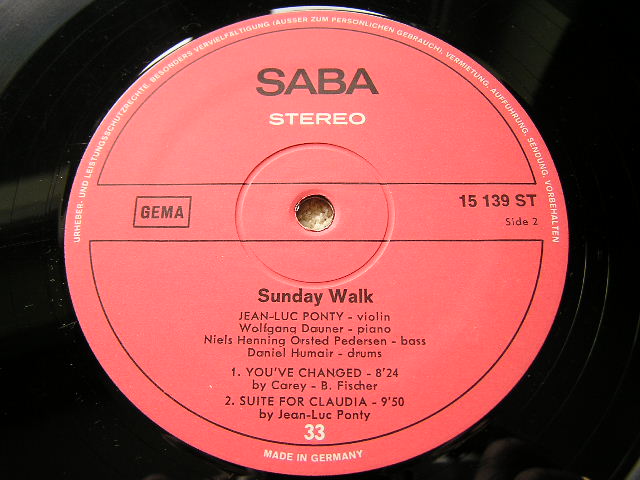 URHEBER- UND LEISTUNGSSCHUTZRECHTE, BESONDERS VERVIELFÄLTIGUNG (AUSSER ZUM PERSÖNLICHEN GEBRAUCH), VERMIETUNG, AUFFÜHRUNG, SENDUNG, VORBEHALTEN
SABA
STEREO
GEMA
15 139 ST
Side 2
Sunday Walk
JEAN-LUC PONTY - violin
Wolfgang Dauner - piano
Niels Henning Orsted Pedersen - bass
Daniel Humair - drums
1. YOU'VE CHANGED - 8'24
by Carey - B. Fischer
2. SUITE FOR CLAUDIA - 9'50
by Jean-Luc Ponty
33
MADE IN GERMANY